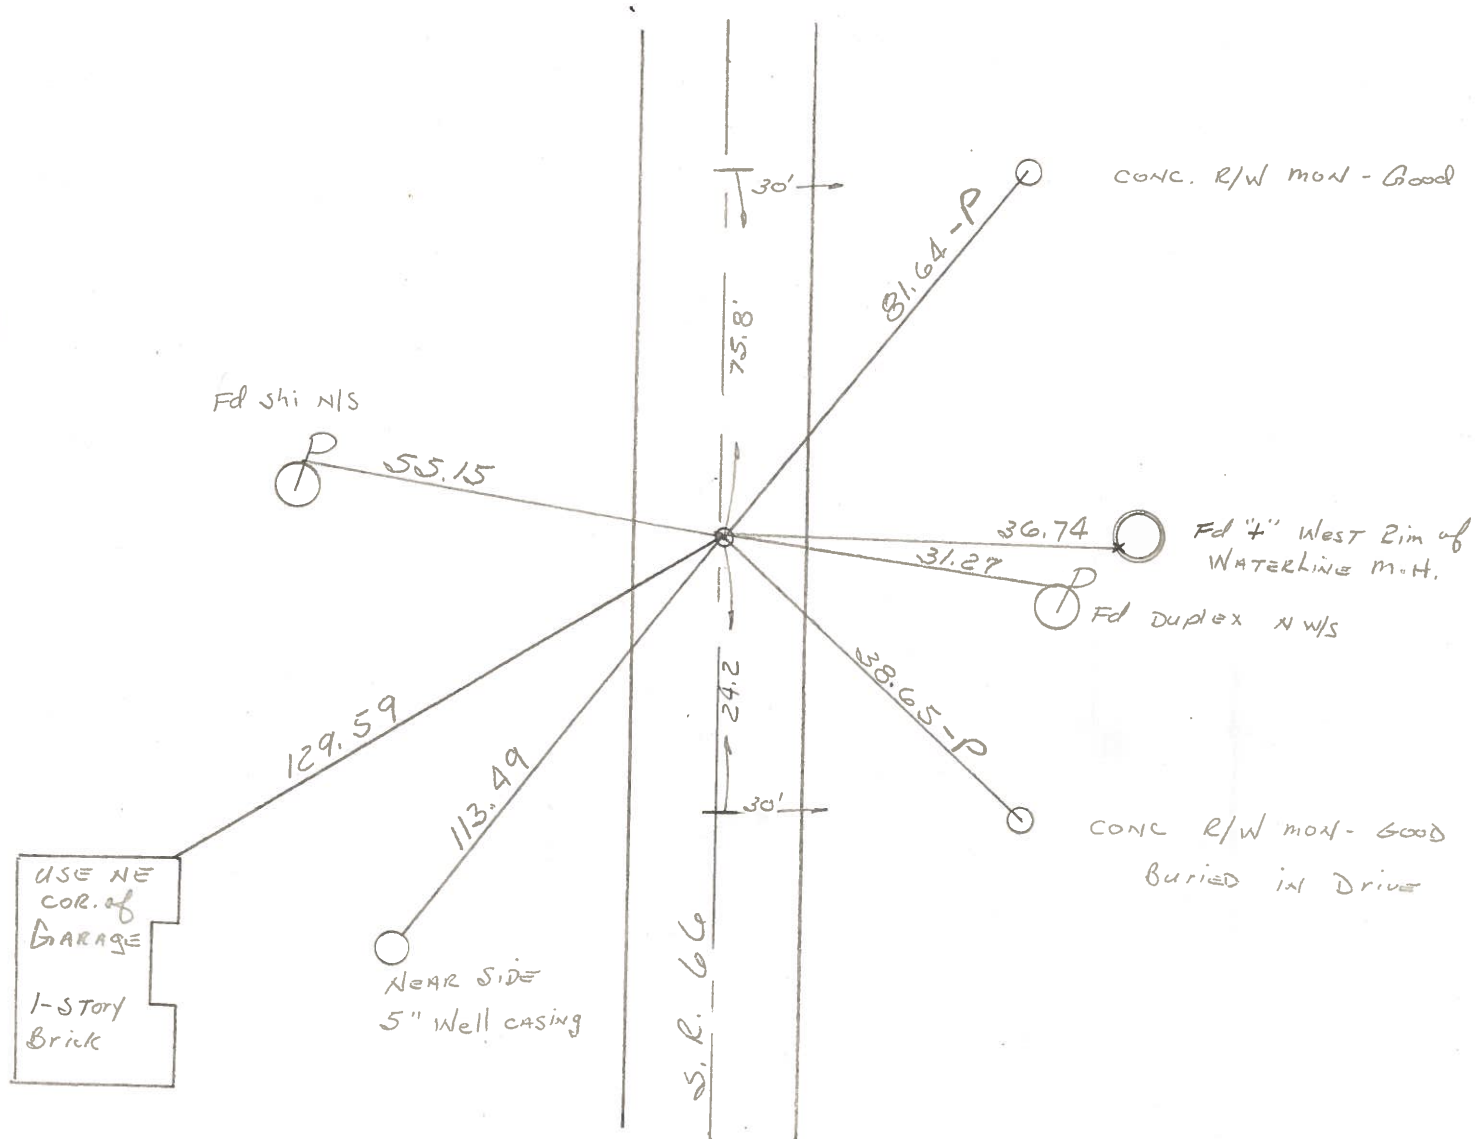 30'
CONC. R/W MON - Good
81.64 - P
75.8'
Fd shi N/S
P
55.15
36.74
Fd "+" West Rim of
WATERLINE M.H.
31.27
P
Fd Duplex N W/S
38.65 - P
24.2
129.59
113.49
30'
CONC R/W MON - GOOD
Buried in Drive
USE NE
COR. of
GARAGE
1-Story
Brick
NEAR SIDE
5" Well CASING
S. R. 66